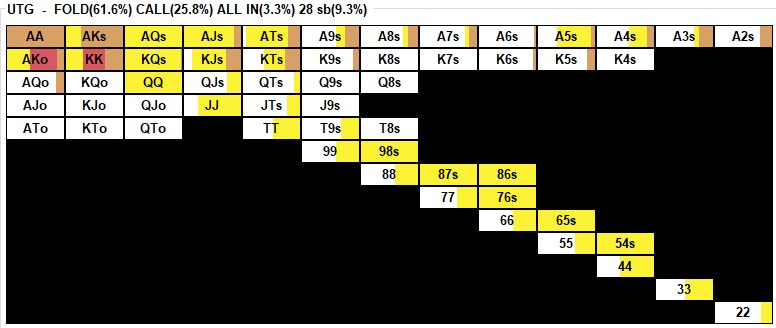 UTG - FOLD(61.6%) CALL(25.8%) ALL IN(3.3%) 28 sb(9.3%)
AA AKs AQs AJs ATs A9s A8s A7s A6s A5s A4s A3s A2s
AKo KK KQs KJs KTs K9s K8s K7s K6s K5s K4s
AQo KQo QQ QJs QTs Q9s Q8s
AJo KJo QJo JJ JTs J9s
ATo KTo QTo TT T9s T8s
99 98s
88 87s 86s
77 76s
66 65s
55 54s
44
33
22